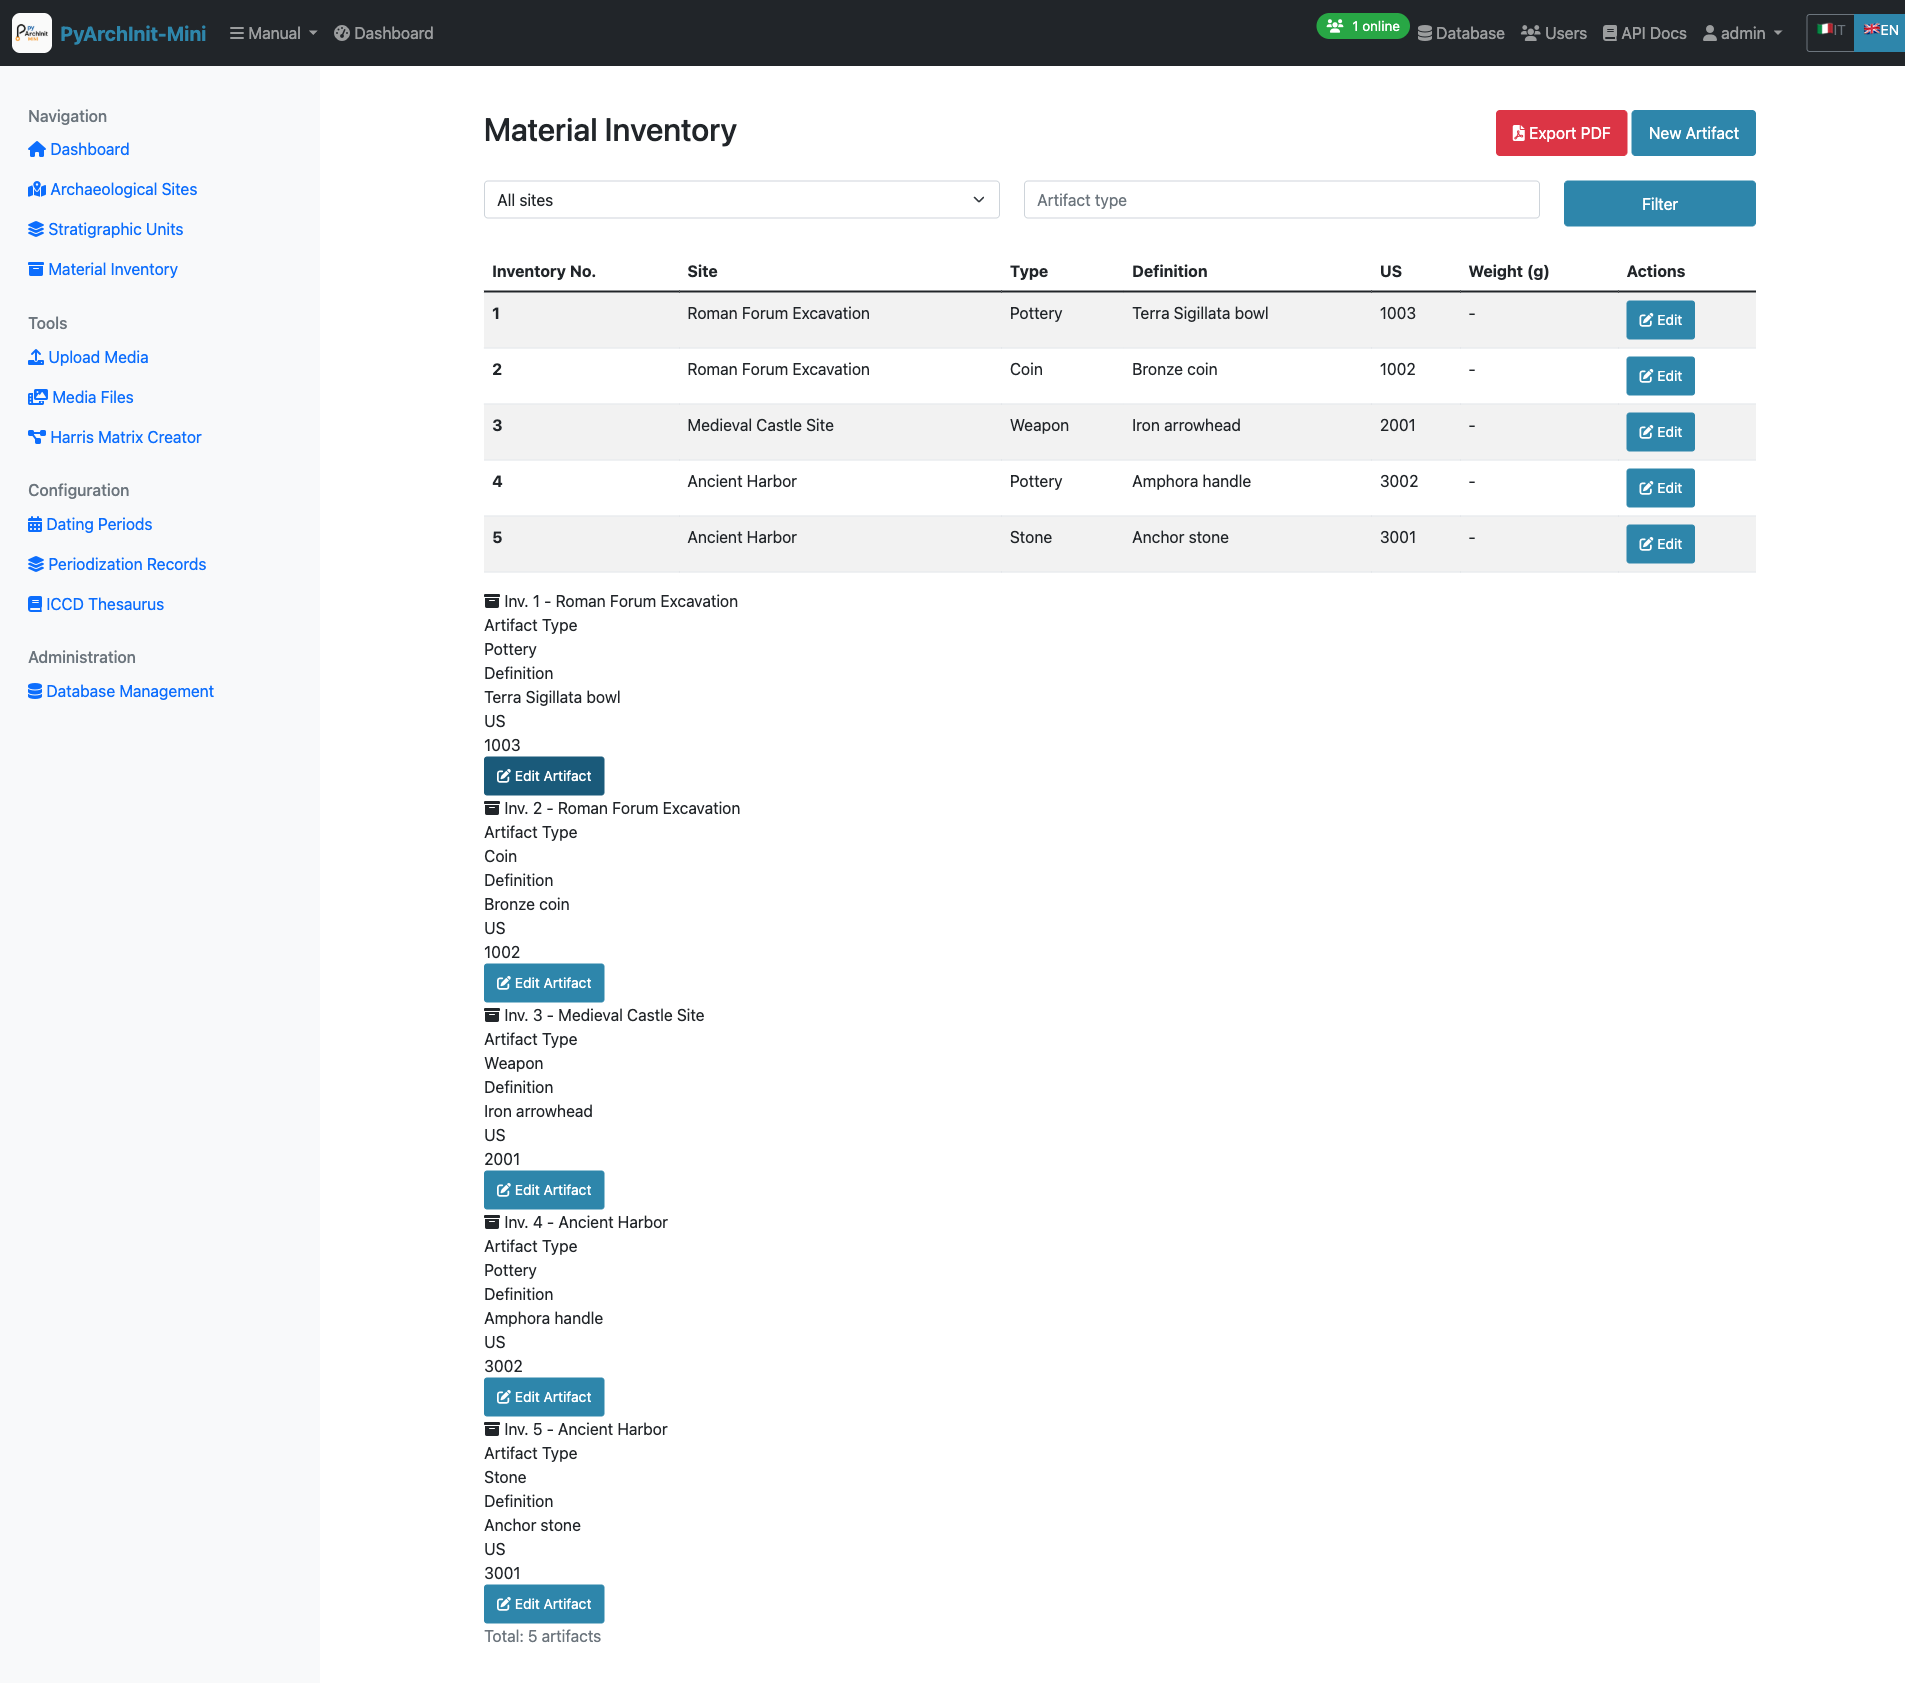 py ArchInit MINI PyArchInit-Mini Manual Dashboard 1 online Database Users API Docs admin IT EN
Navigation
Dashboard
Archaeological Sites
Stratigraphic Units
Material Inventory
Tools
Upload Media
Media Files
Harris Matrix Creator
Configuration
Dating Periods
Periodization Records
ICCD Thesaurus
Administration
Database Management
Material Inventory
Export PDF New Artifact
All sites Artifact type Filter
Inventory No. Site Type Definition US Weight (g) Actions
1 Roman Forum Excavation Pottery Terra Sigillata bowl 1003 - Edit
2 Roman Forum Excavation Coin Bronze coin 1002 - Edit
3 Medieval Castle Site Weapon Iron arrowhead 2001 - Edit
4 Ancient Harbor Pottery Amphora handle 3002 - Edit
5 Ancient Harbor Stone Anchor stone 3001 - Edit
Inv. 1 - Roman Forum Excavation
Artifact Type
Pottery
Definition
Terra Sigillata bowl
US
1003
Edit Artifact
Inv. 2 - Roman Forum Excavation
Artifact Type
Coin
Definition
Bronze coin
US
1002
Edit Artifact
Inv. 3 - Medieval Castle Site
Artifact Type
Weapon
Definition
Iron arrowhead
US
2001
Edit Artifact
Inv. 4 - Ancient Harbor
Artifact Type
Pottery
Definition
Amphora handle
US
3002
Edit Artifact
Inv. 5 - Ancient Harbor
Artifact Type
Stone
Definition
Anchor stone
US
3001
Edit Artifact
Total: 5 artifacts